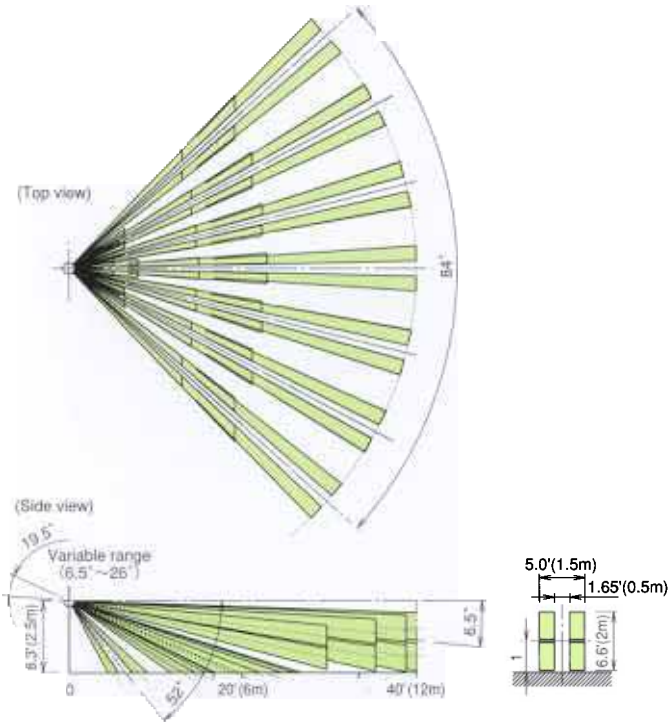 (Top view)
84°
(Side view)
19.5°
Variable range
(6.5°～26°)
8.3'(2.5m)
6.5°
52°
0
20'(6m)
40'(12m)
5.0'(1.5m)
1.65'(0.5m)
6.6'(2m)
1